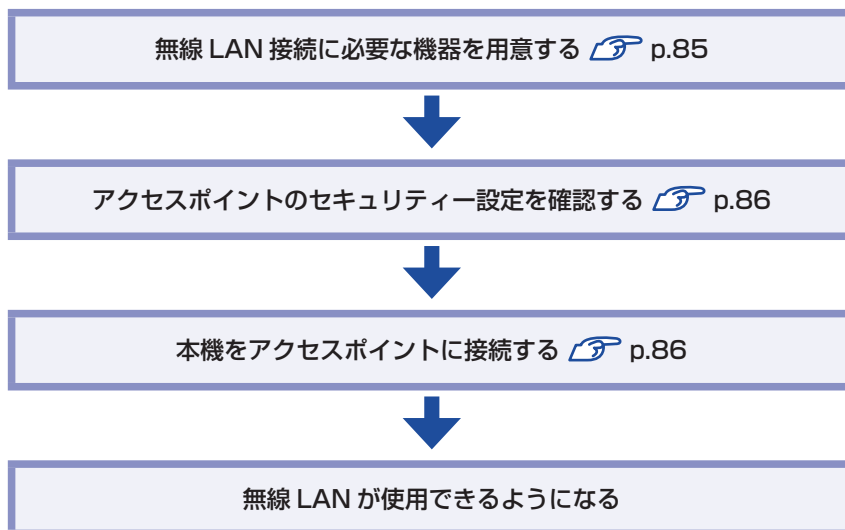 無線 LAN 接続に必要な機器を用意する p.85
アクセスポイントのセキュリティー設定を確認する p.86
本機をアクセスポイントに接続する p.86
無線 LAN が使用できるようになる